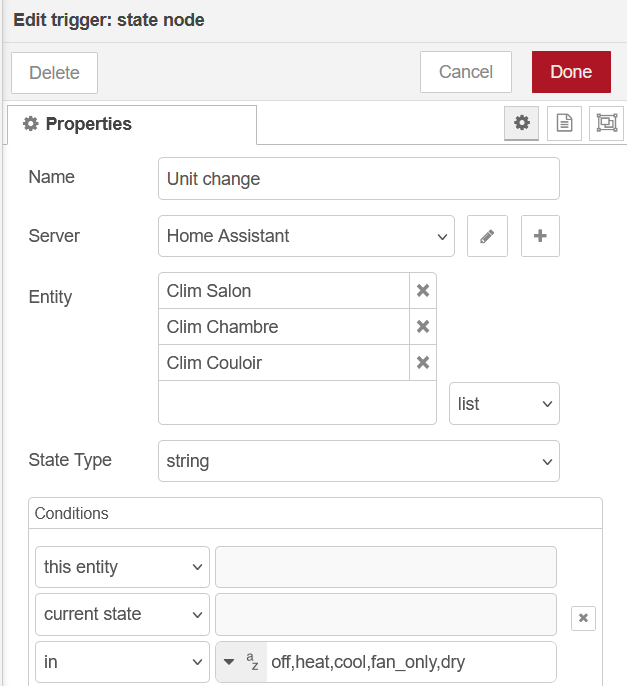 Edit trigger: state node
Delete
Cancel
Done
Properties
Name
Unit change
Server
Home Assistant
Entity
Clim Salon
Clim Chambre
Clim Couloir
list
State Type
string
Conditions
this entity
current state
in
a
z
off,heat,cool,fan_only,dry